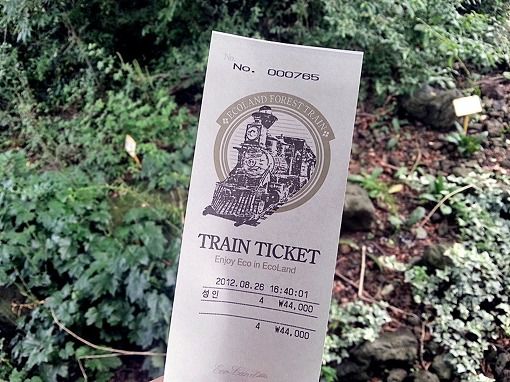 No. 000765
ECOLAND FOREST TRAIN
TRAIN TICKET
Enjoy Eco in EcoLand
2012.08.26 16:40:01
성인 4 ₩44,000
4 ₩44,000